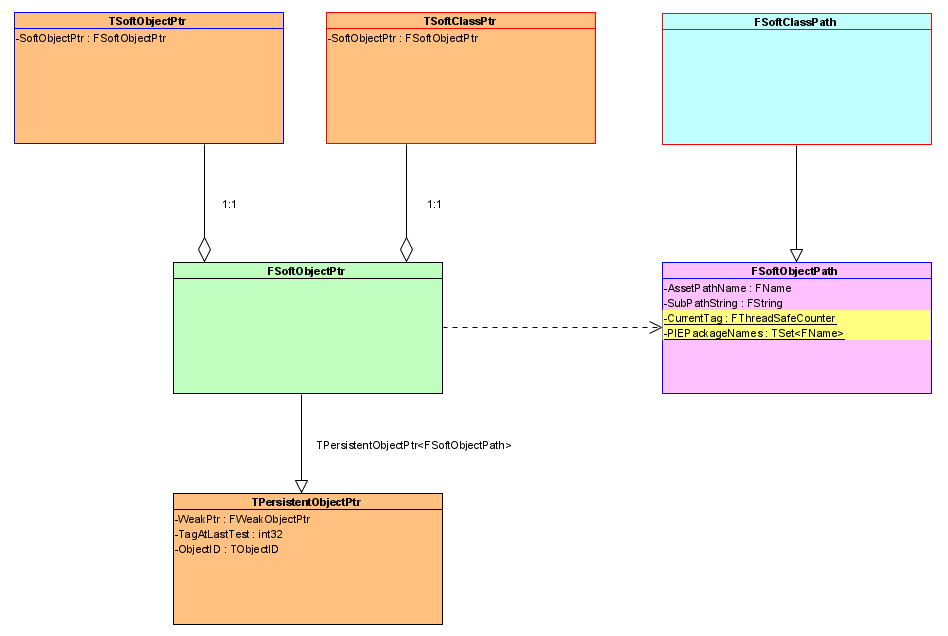 TSoftObjectPtr
-SoftObjectPtr : FSoftObjectPtr
TSoftClassPtr
-SoftObjectPtr : FSoftObjectPtr
FSoftClassPath
1:1
1:1
FSoftObjectPtr
FSoftObjectPath
-AssetPathName : FName
-SubPathString : FString
-CurrentTag : FThreadSafeCounter
-PIEPackageNames : TSet<FName>
TPersistentObjectPtr<FSoftObjectPath>
TPersistentObjectPtr
-WeakPtr : FWeakObjectPtr
-TagAtLastTest : int32
-ObjectID : TObjectID